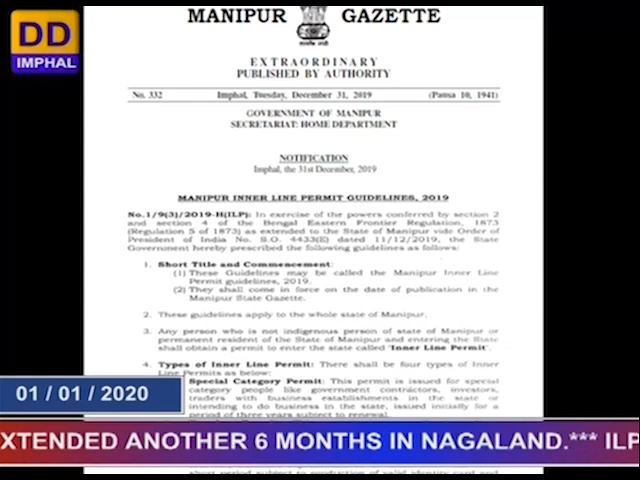 DD
IMPHAL
MANIPUR GAZETTE
EXTRAORDINARY
PUBLISHED BY AUTHORITY
No. 332 Imphal, Tuesday, December 31, 2019 (Pausa 10, 1941)
GOVERNMENT OF MANIPUR
SECRETARIAT: HOME DEPARTMENT
NOTIFICATION
Imphal, the 31st December, 2019
MANIPUR INNER LINE PERMIT GUIDELINES, 2019
No.1/9(3)/2019-H(ILP): In exercise of the powers conferred by section 2
and section 4 of the Bengal Eastern Frontier Regulation, 1873
(Regulation 5 of 1873) as extended to the State of Manipur vide Order of
President of India No. S.O. 4433(E) dated 11/12/2019, the State
Government hereby prescribed the following guidelines as follows:
1. Short Title and Commencement:
(1) These Guidelines may be called the Manipur Inner Line
Permit guidelines, 2019.
(2) They shall come in force on the date of publication in the
Manipur State Gazette.
2. These guidelines apply to the whole state of Manipur.
3. Any person who is not indigenous person of state of Manipur or
permanent resident of the State of Manipur and entering the State
shall obtain a permit to enter the state called 'Inner Line Permit'.
4. Types of Inner Line Permit: There shall be four types of Inner
Line Permits as below:
Special Category Permit: This permit is issued for special
category people like government contractors, investors,
traders with business establishments in the state or
intending to do business in the state, issued initially for a
period of three years subject to renewal.
01 / 01 / 2020
EXTENDED ANOTHER 6 MONTHS IN NAGALAND.*** ILP
short period subject to production of valid identity card and